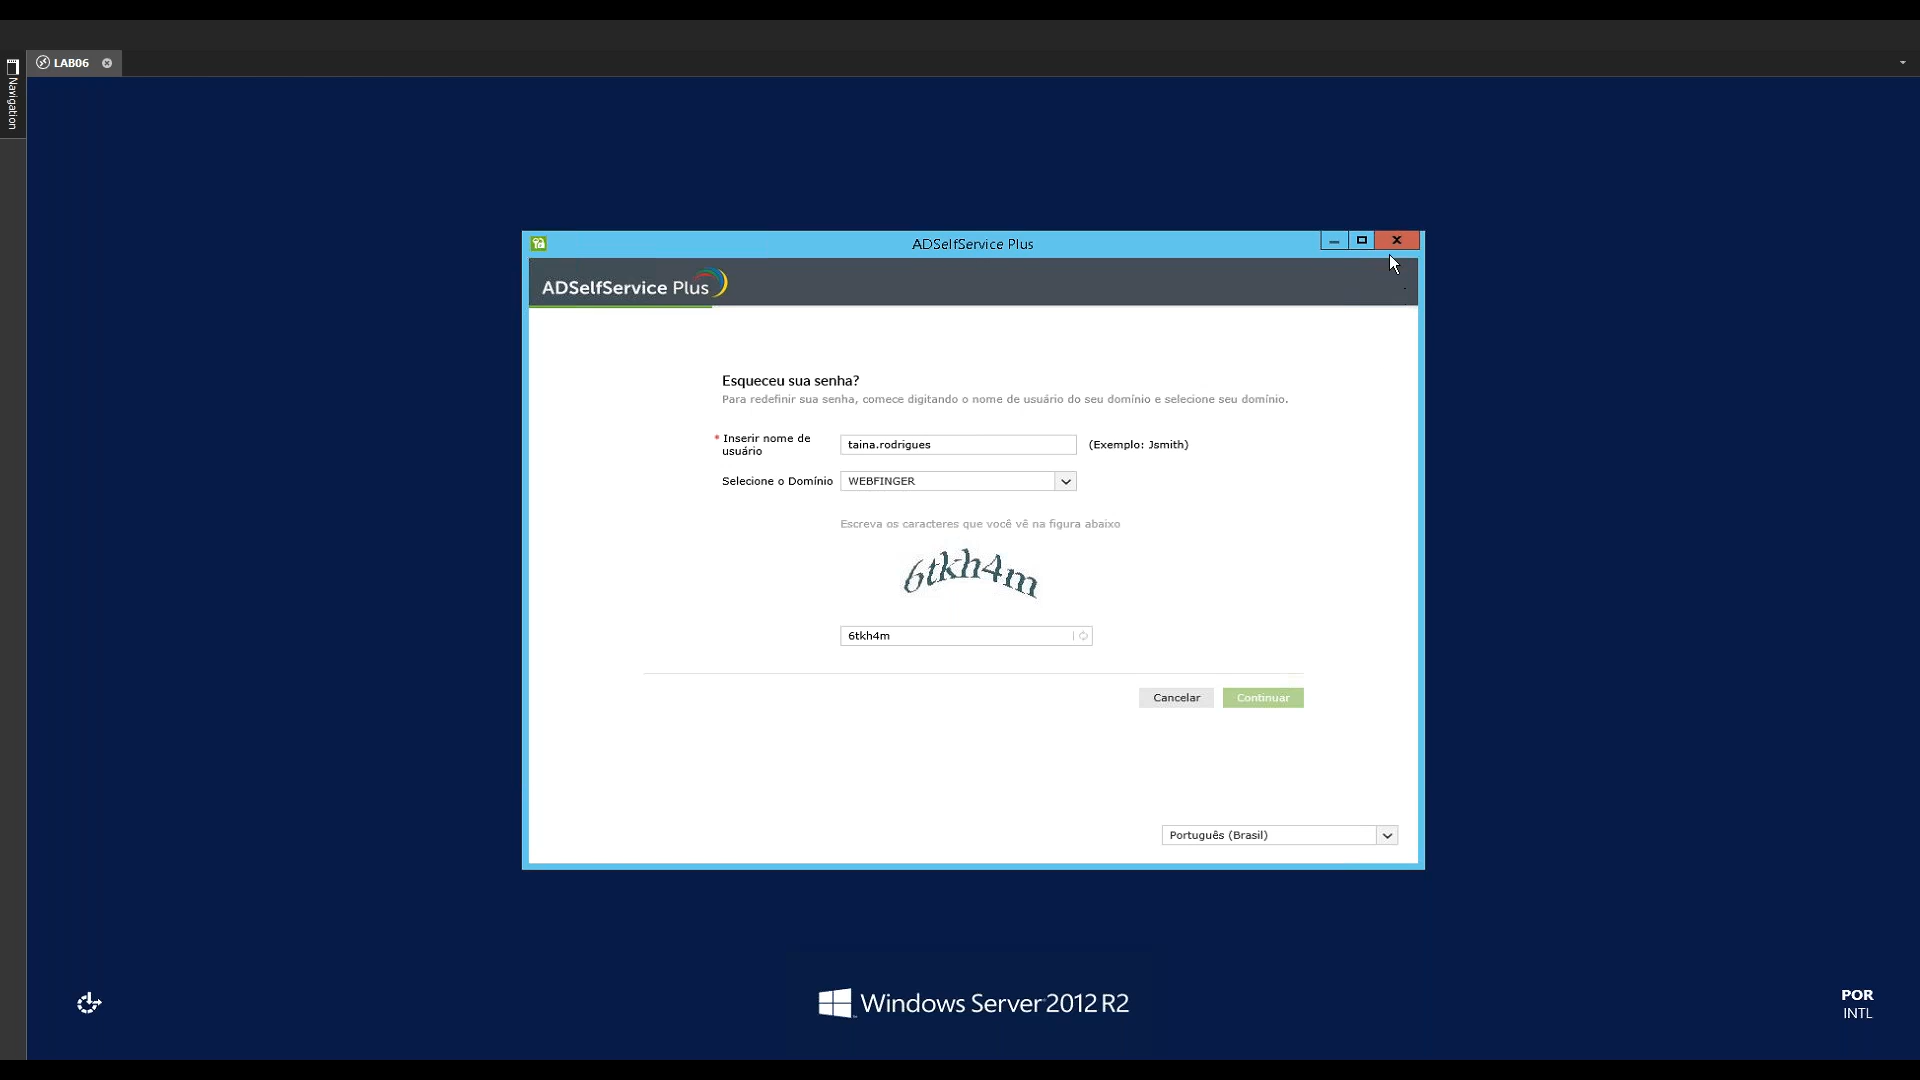 LAB06
Navigation
ADSelfService Plus
ADSelfService Plus
Esqueceu sua senha?
Para redefinir sua senha, comece digitando o nome de usuário do seu domínio e selecione seu domínio.
* Inserir nome de
usuário
taina.rodrigues
(Exemplo: Jsmith)
Selecione o Domínio
WEBFINGER
Escreva os caracteres que você vê na figura abaixo
6tkh4m
6tkh4m
Cancelar
Continuar
Português (Brasil)
Windows Server 2012 R2
POR
INTL